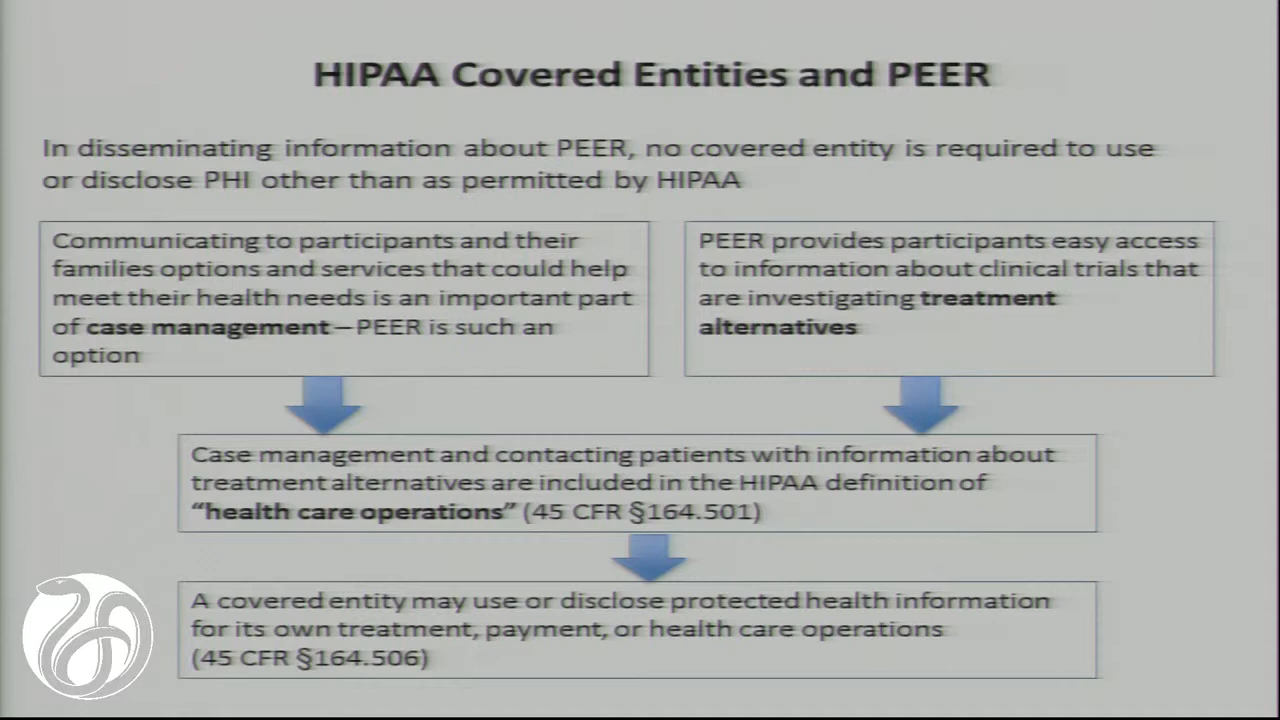 HIPAA Covered Entities and PEER
In disseminating information about PEER, no covered entity is required to use
or disclose PHI other than as permitted by HIPAA
Communicating to participants and their
families options and services that could help
meet their health needs is an important part
of case management – PEER is such an
option
PEER provides participants easy access
to information about clinical trials that
are investigating treatment
alternatives
Case management and contacting patients with information about
treatment alternatives are included in the HIPAA definition of
“health care operations” (45 CFR §164.501)
A covered entity may use or disclose protected health information
for its own treatment, payment, or health care operations
(45 CFR §164.506)